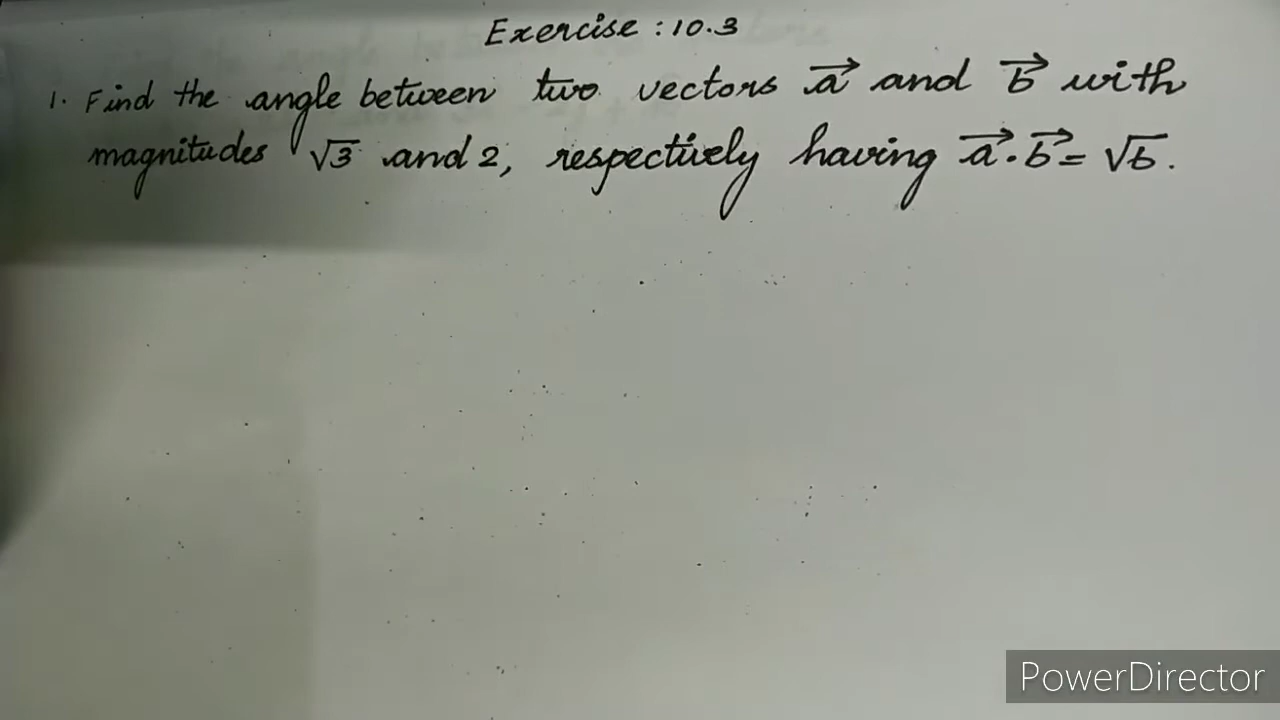 Exercise : 10.3
1. Find the angle between two vectors a⃗ and b⃗ with
magnitudes √3 and 2, respectively having a⃗ · b⃗ = √6.
PowerDirector